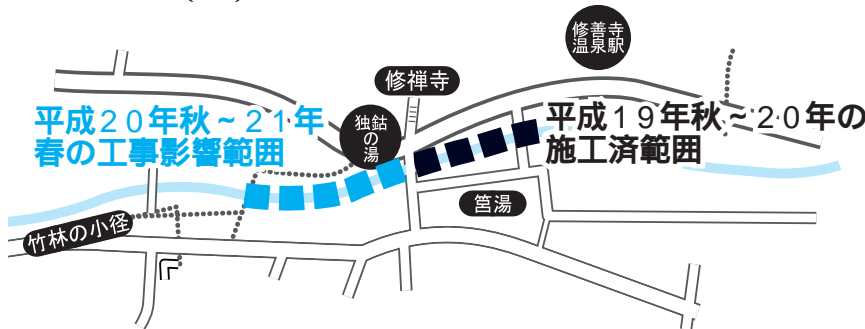 修善寺
温泉駅
修禅寺
平成20年秋~21年
春の工事影響範囲
独鈷
の
湯
平成19年秋~20年の
施工済範囲
筥湯
竹林の小径